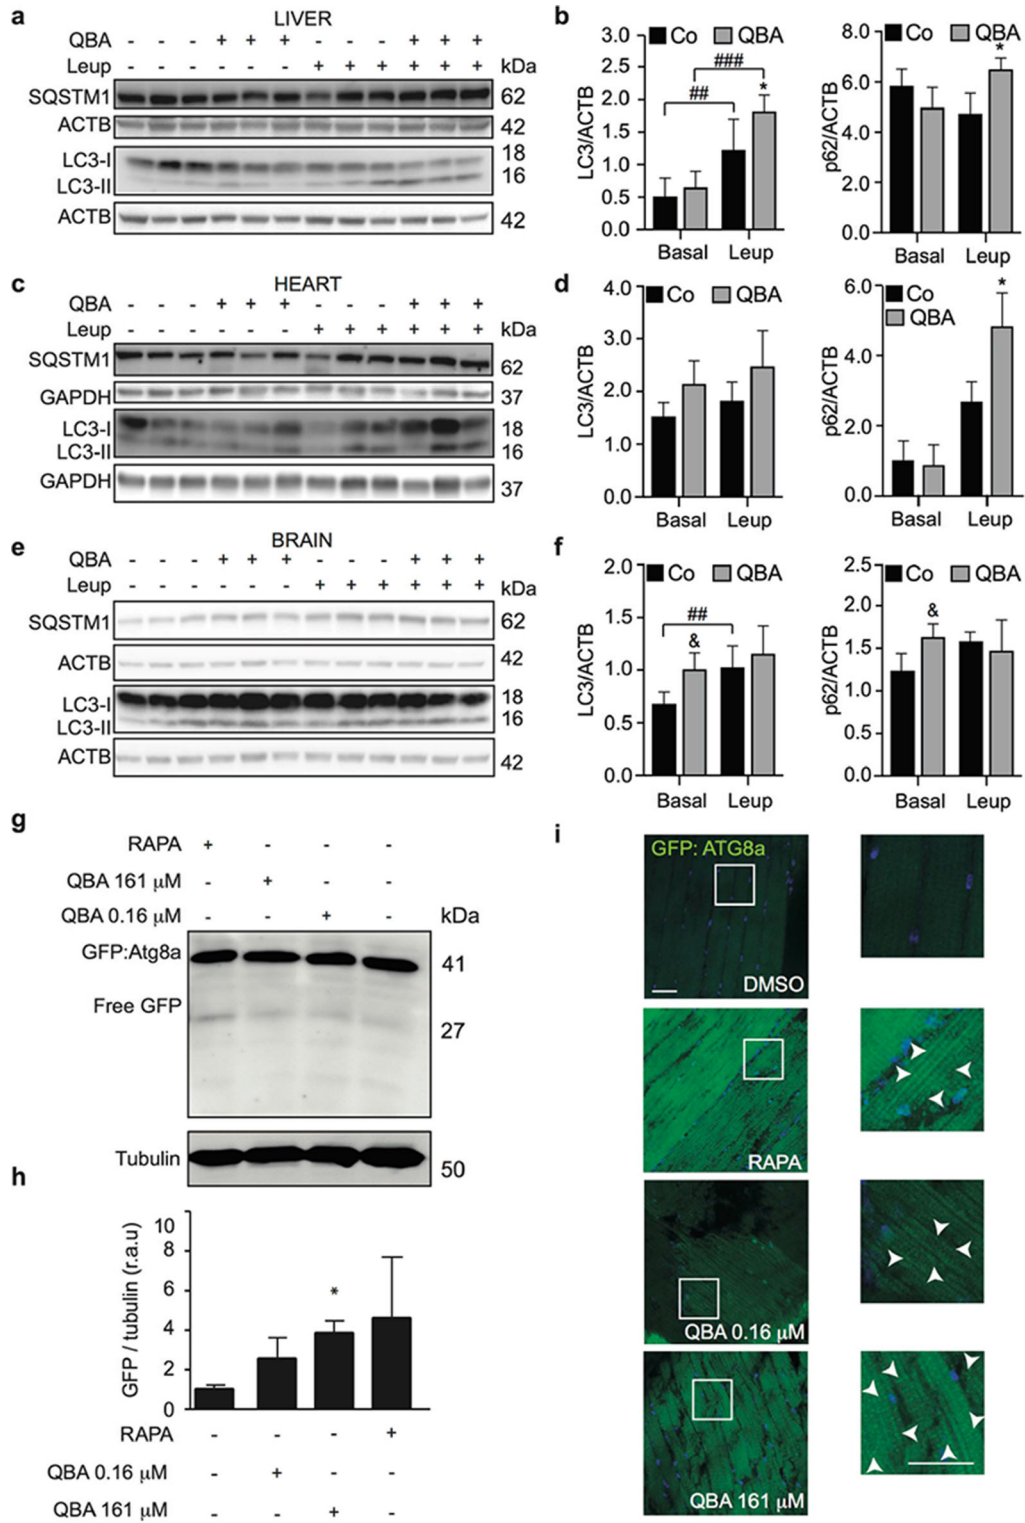 a
LIVER
QBA - - - + + + - - - + + +
Leup - - - - - - + + + + + + kDa
SQSTM1 62
ACTB 42
LC3-I 18
LC3-II 16
ACTB 42
b
3.0 Co QBA
2.5 ###
2.0 ## *
1.5
1.0
0.5
0.0
LC3/ACTB
Basal Leup
8.0 Co QBA
*
6.0
4.0
2.0
0.0
p62/ACTB
Basal Leup
c
HEART
QBA - - - + + + - - - + + +
Leup - - - - - - + + + + + + kDa
SQSTM1 62
GAPDH 37
LC3-I 18
LC3-II 16
GAPDH 37
d
4.0 Co QBA
3.0
2.0
1.0
0.0
LC3/ACTB
Basal Leup
6.0 Co *
QBA
4.0
2.0
0.0
p62/ACTB
Basal Leup
e
BRAIN
QBA - - - + + + - - - + + +
Leup - - - - - - + + + + + + kDa
SQSTM1 62
ACTB 42
LC3-I 18
LC3-II 16
ACTB 42
f
2.0 Co QBA
1.5 ##
&
1.0
0.5
0.0
LC3/ACTB
Basal Leup
2.5 Co QBA
2.0 &
1.5
1.0
0.5
0.0
p62/ACTB
Basal Leup
g
RAPA + - - -
QBA 161 μM - + - -
QBA 0.16 μM - - + - kDa
GFP:Atg8a 41
Free GFP
27
Tubulin 50
h
10
8
6
*
4
2
0
GFP / tubulin (r.a.u)
RAPA - - - +
QBA 0.16 μM - + - -
QBA 161 μM - - + -
i
GFP: ATG8a
DMSO
RAPA
QBA 0.16 μM
QBA 161 μM